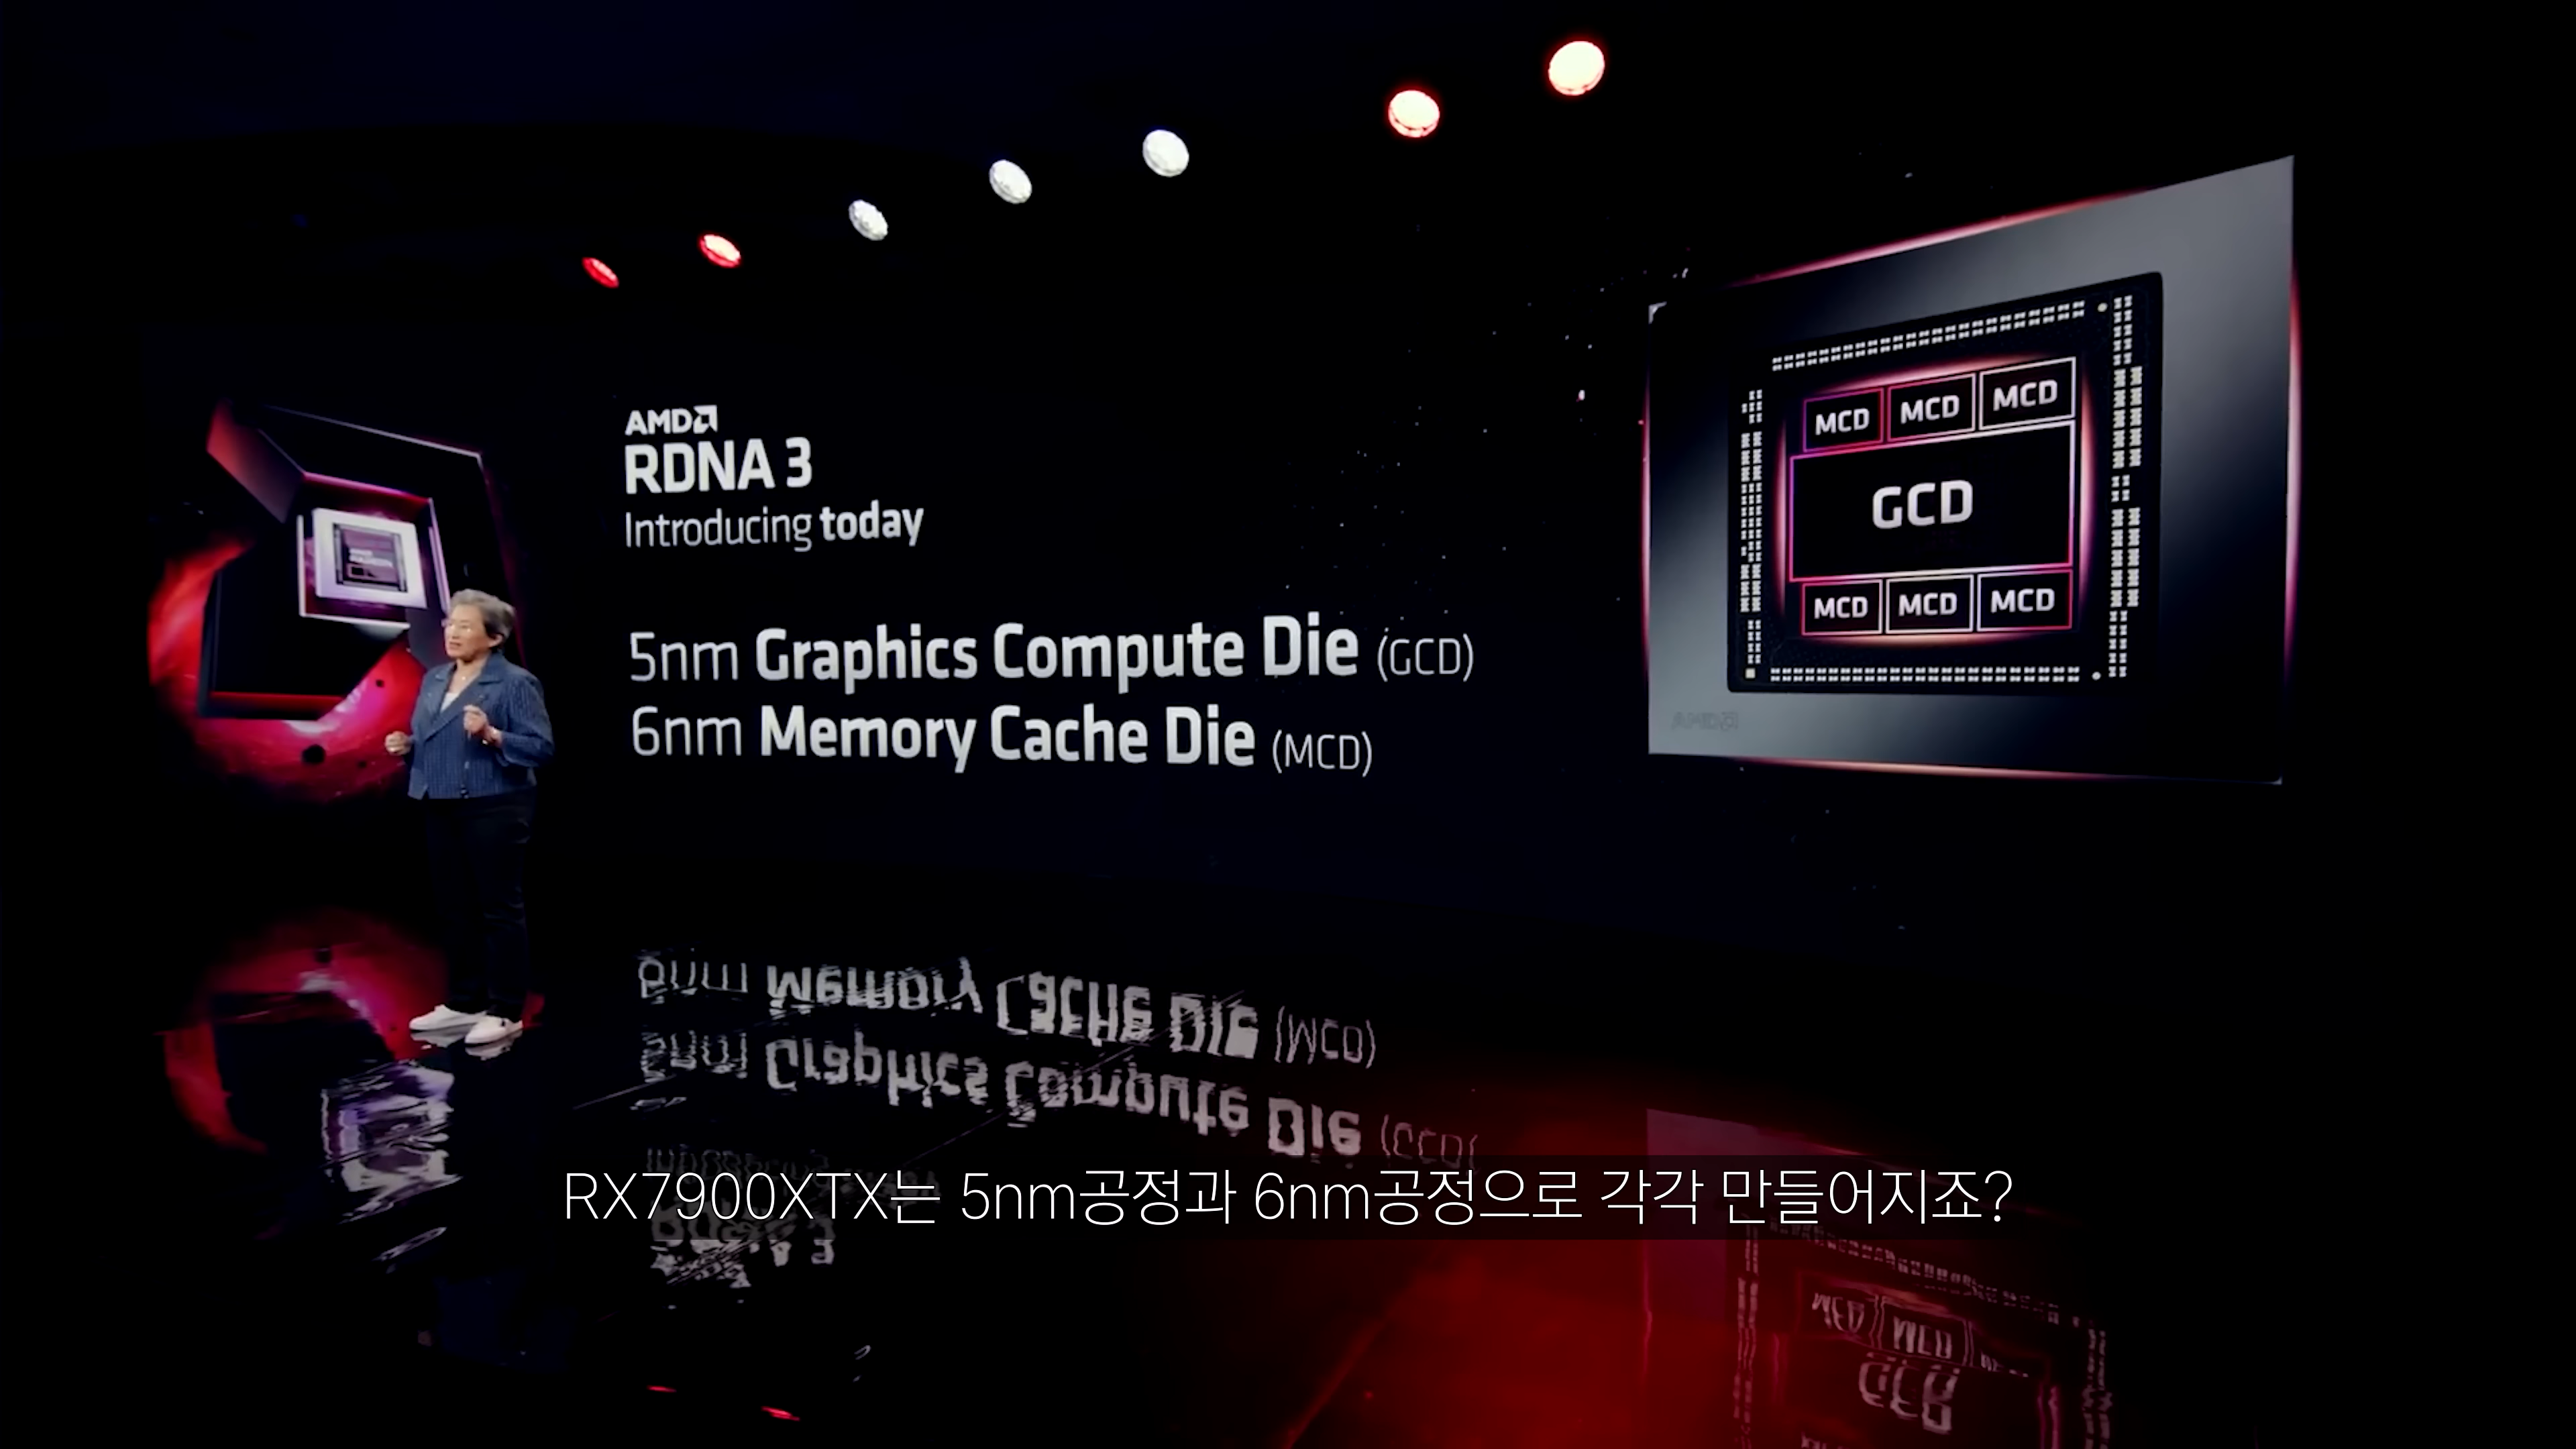 AMD
RDNA 3
Introducing today
5nm Graphics Compute Die (GCD)
6nm Memory Cache Die (MCD)
MCD MCD MCD
GCD
MCD MCD MCD
AMD
RX7900XTX는 5nm공정과 6nm공정으로 각각 만들어지죠?